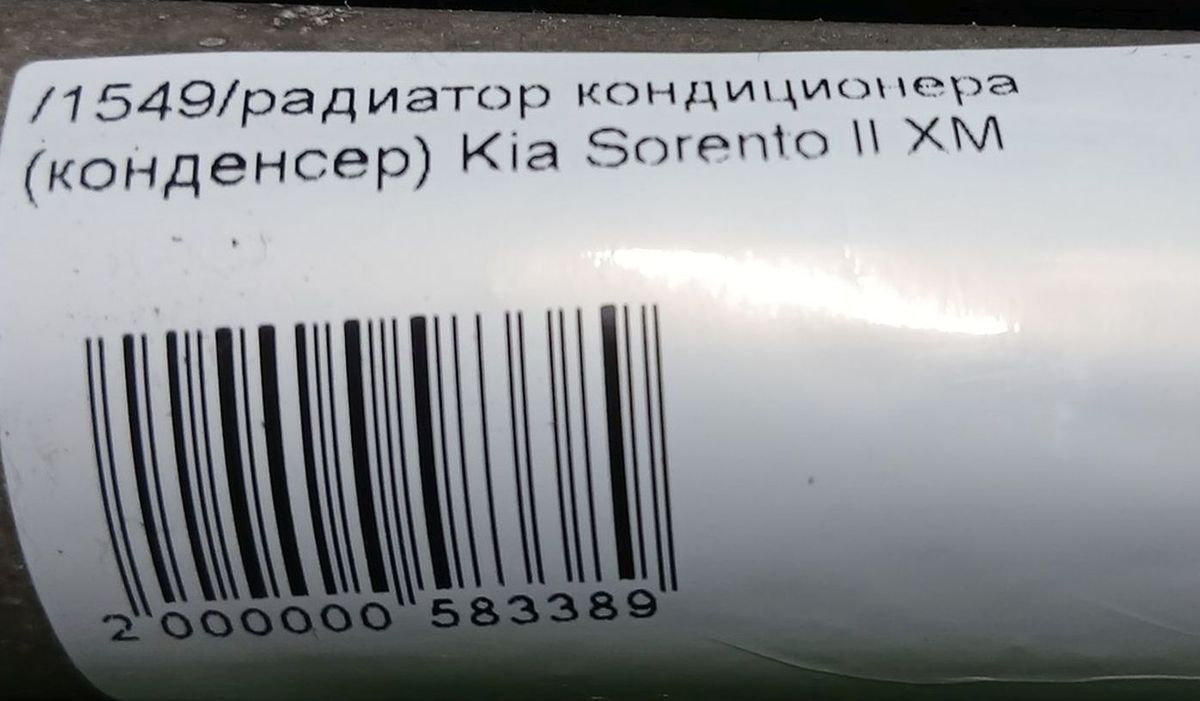 /1549/радиатор кондиционера
(конденсер) Kia Sorento II XM
2 000000 583389